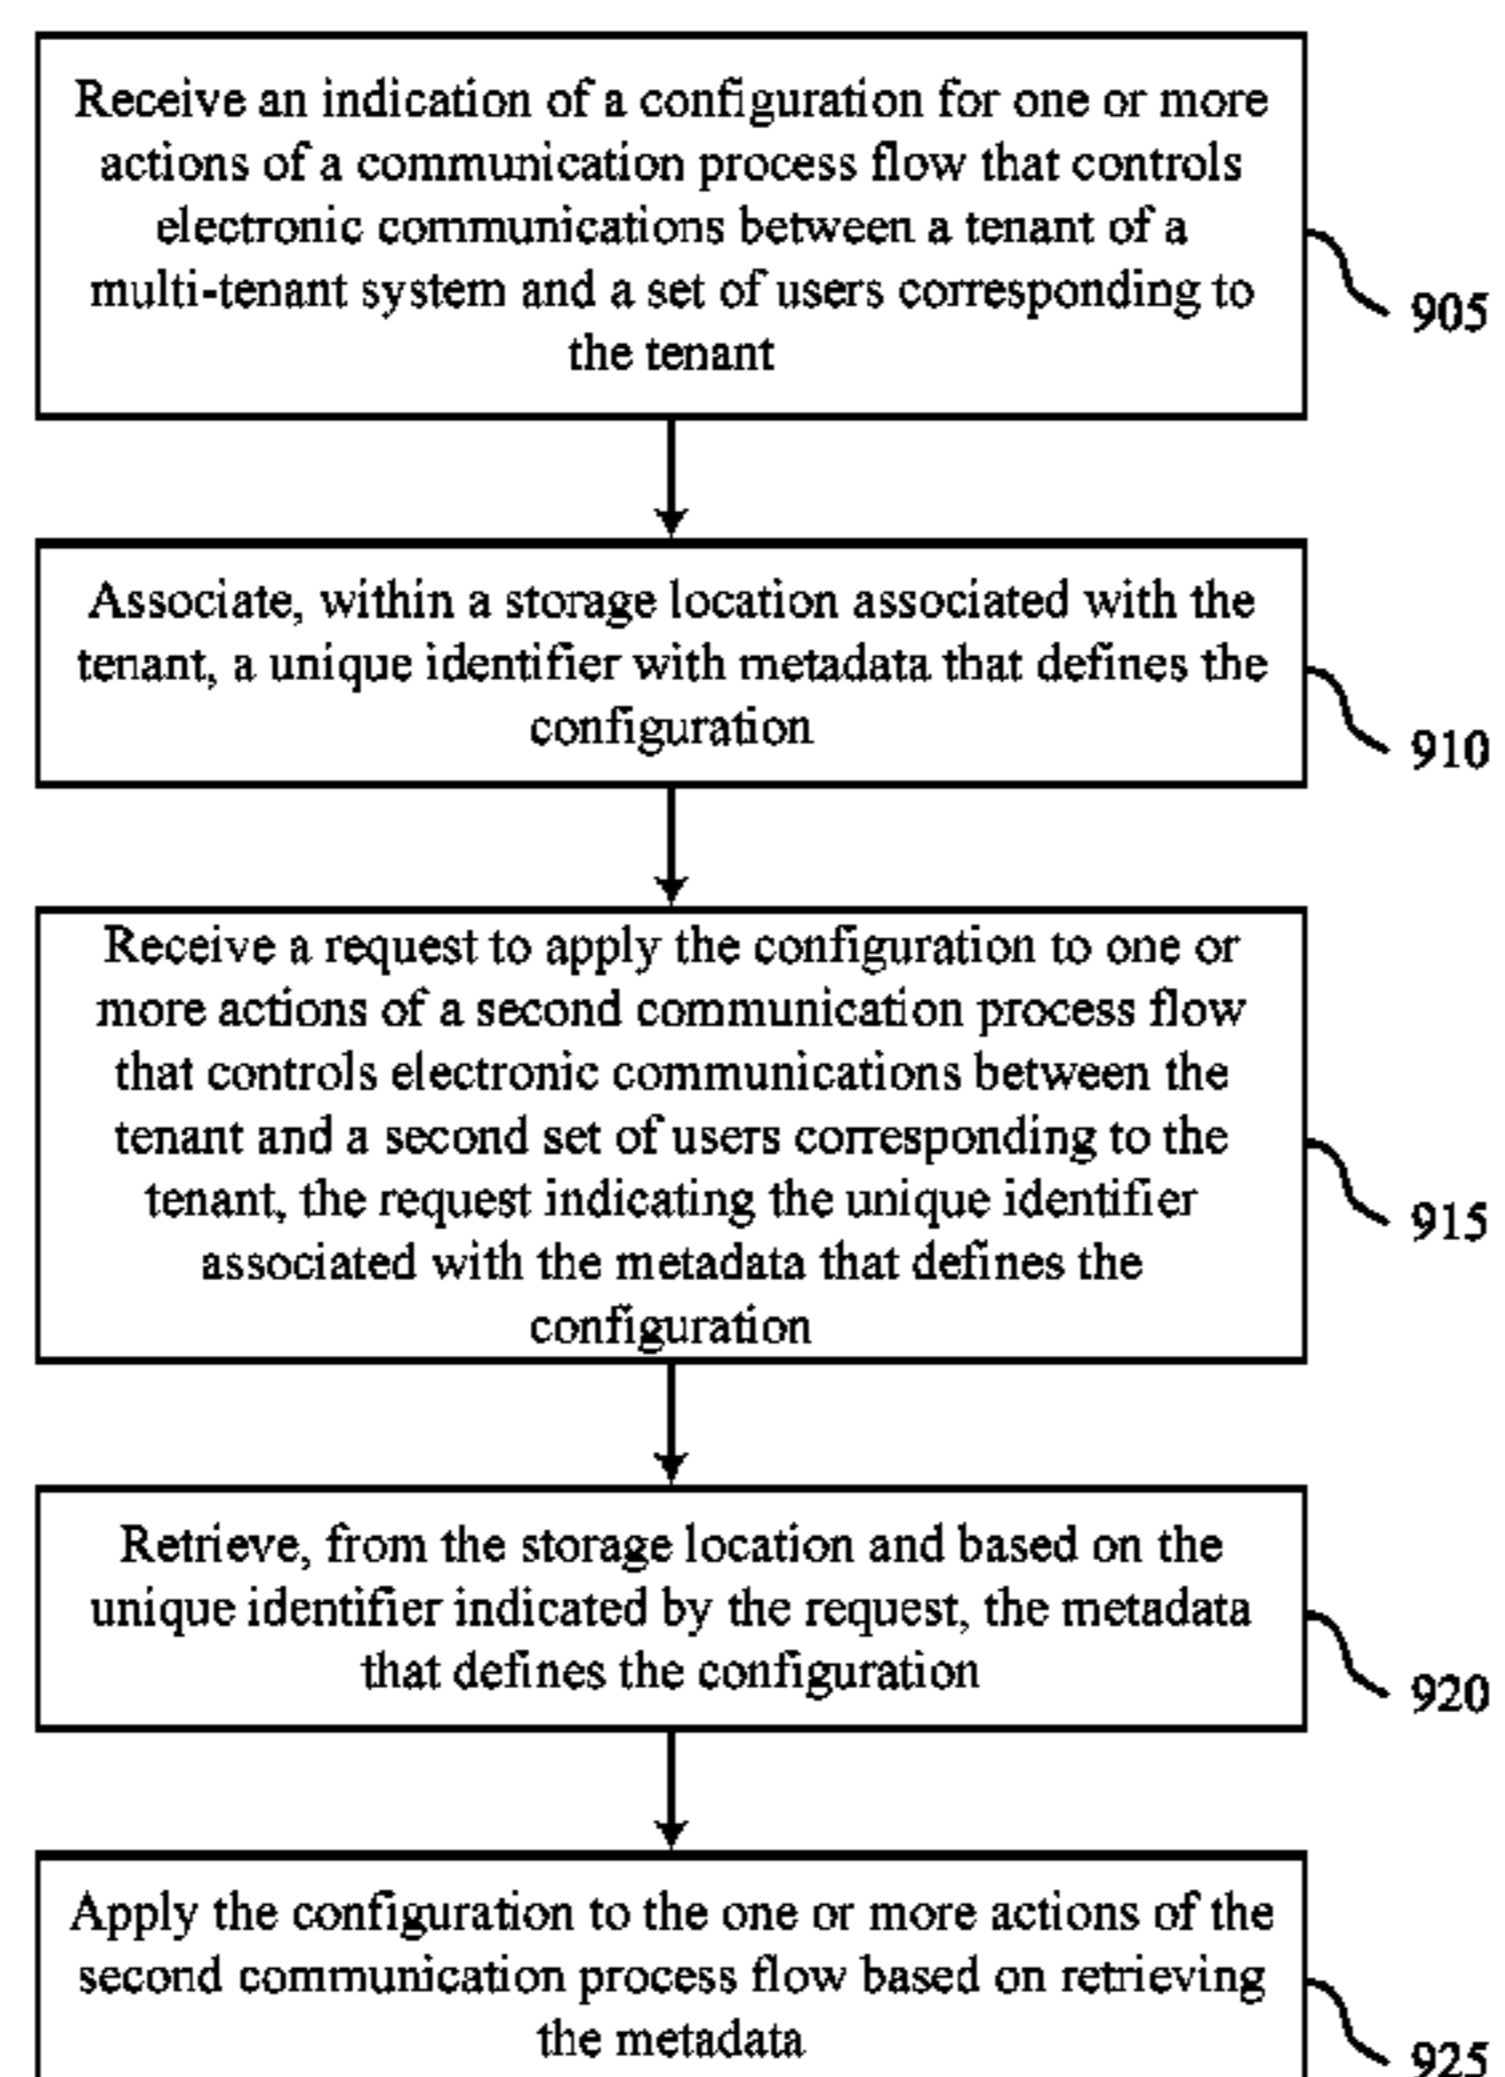 Receive an indication of a configuration for one or more
actions of a communication process flow that controls
electronic communications between a tenant of a
multi-tenant system and a set of users corresponding to
the tenant
905
Associate, within a storage location associated with the
tenant, a unique identifier with metadata that defines the
configuration
910
Receive a request to apply the configuration to one or
more actions of a second communication process flow
that controls electronic communications between the
tenant and a second set of users corresponding to the
tenant, the request indicating the unique identifier
associated with the metadata that defines the
configuration
915
Retrieve, from the storage location and based on the
unique identifier indicated by the request, the metadata
that defines the configuration
920
Apply the configuration to the one or more actions of the
second communication process flow based on retrieving
the metadata
925